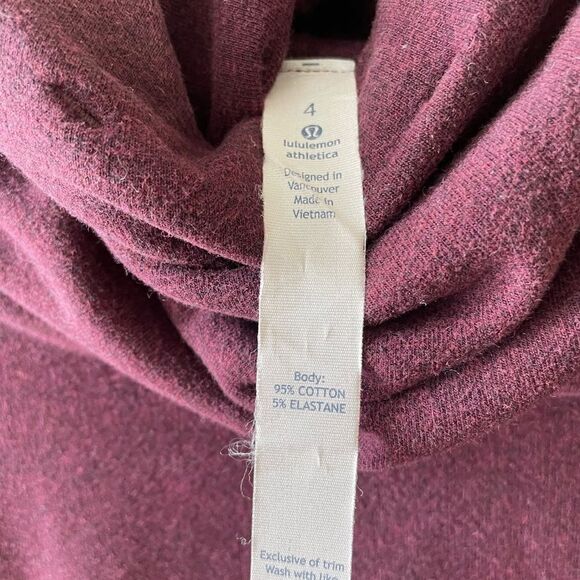 4
lululemon
athletica
Designed in
Vancouver
Made in
Vietnam
Body:
95% COTTON
5% ELASTANE
Exclusive of trim
Wash with like